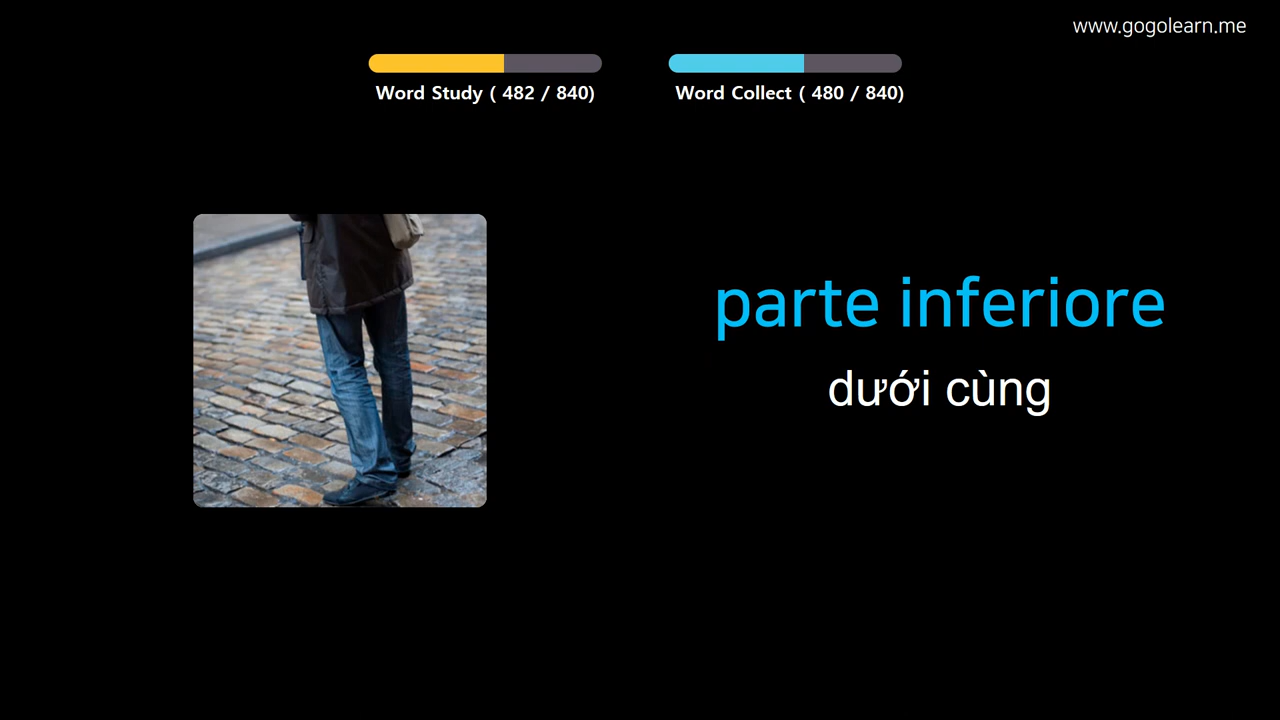 www.gogolearn.me
Word Study ( 482 / 840)
Word Collect ( 480 / 840)
parte inferiore
dưới cùng